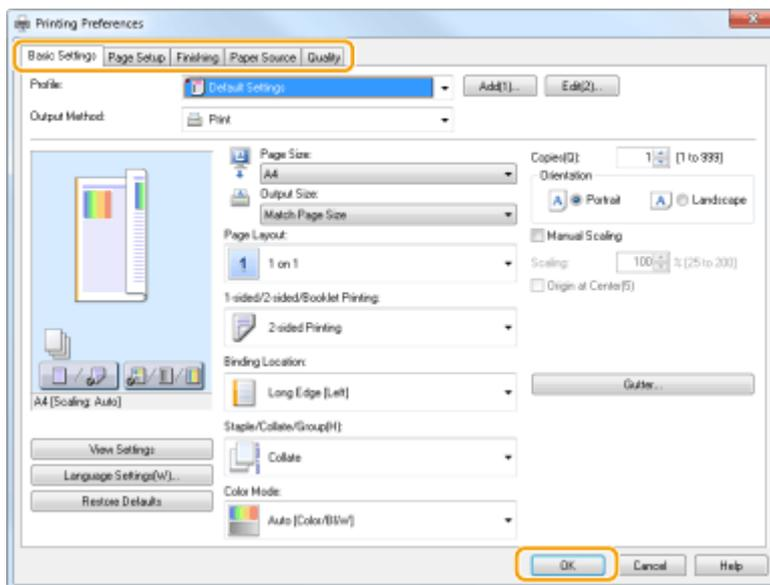 Printing Preferences
Basic Settings Page Setup Finishing Paper Source Quality
Profile: Default Settings Add(1)... Edit(2)...
Output Method: Print
Page Size:
A4
Output Size:
Match Page Size
Page Layout:
1 1 on 1
1-sided/2-sided/Booklet Printing:
2-sided Printing
Binding Location:
Long Edge [Left]
Staple/Collate/Group(H):
Collate
Color Mode:
Auto [Color/B/W]
Copies(Q): 1 [1 to 999]
Orientation
A Portrait A Landscape
Manual Scaling
Scaling: 100 % [25 to 200]
Origin at Center(5)
Gutter...
A4 [Scaling: Auto]
View Settings
Language Settings(W)...
Restore Defaults
OK Cancel Help